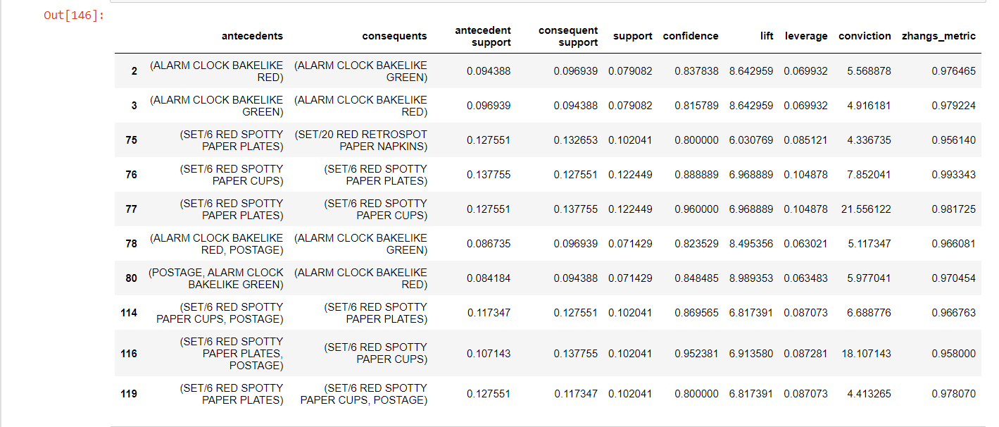 Out[146]:
antecedents consequents antecedent support consequent support support confidence lift leverage conviction zhangs_metric
2 (ALARM CLOCK BAKELIKE RED) (ALARM CLOCK BAKELIKE GREEN) 0.094388 0.096939 0.079082 0.837838 8.642959 0.069932 5.568878 0.976465
3 (ALARM CLOCK BAKELIKE GREEN) (ALARM CLOCK BAKELIKE RED) 0.096939 0.094388 0.079082 0.815789 8.642959 0.069932 4.916181 0.979224
75 (SET/6 RED SPOTTY PAPER PLATES) (SET/20 RED RETROSPOT PAPER NAPKINS) 0.127551 0.132653 0.102041 0.800000 6.030769 0.085121 4.336735 0.956140
76 (SET/6 RED SPOTTY PAPER CUPS) (SET/6 RED SPOTTY PAPER PLATES) 0.137755 0.127551 0.122449 0.888889 6.968889 0.104878 7.852041 0.993343
77 (SET/6 RED SPOTTY PAPER PLATES) (SET/6 RED SPOTTY PAPER CUPS) 0.127551 0.137755 0.122449 0.960000 6.968889 0.104878 21.556122 0.981725
78 (ALARM CLOCK BAKELIKE RED, POSTAGE) (ALARM CLOCK BAKELIKE GREEN) 0.086735 0.096939 0.071429 0.823529 8.495356 0.063021 5.117347 0.966081
80 (POSTAGE, ALARM CLOCK BAKELIKE GREEN) (ALARM CLOCK BAKELIKE RED) 0.084184 0.094388 0.071429 0.848485 8.989353 0.063483 5.977041 0.970454
114 (SET/6 RED SPOTTY PAPER CUPS, POSTAGE) (SET/6 RED SPOTTY PAPER PLATES) 0.117347 0.127551 0.102041 0.869565 6.817391 0.087073 6.688776 0.966763
116 (SET/6 RED SPOTTY PAPER PLATES, POSTAGE) (SET/6 RED SPOTTY PAPER CUPS) 0.107143 0.137755 0.102041 0.952381 6.913580 0.087281 18.107143 0.958000
119 (SET/6 RED SPOTTY PAPER PLATES) (SET/6 RED SPOTTY PAPER CUPS, POSTAGE) 0.127551 0.117347 0.102041 0.800000 6.817391 0.087073 4.413265 0.978070